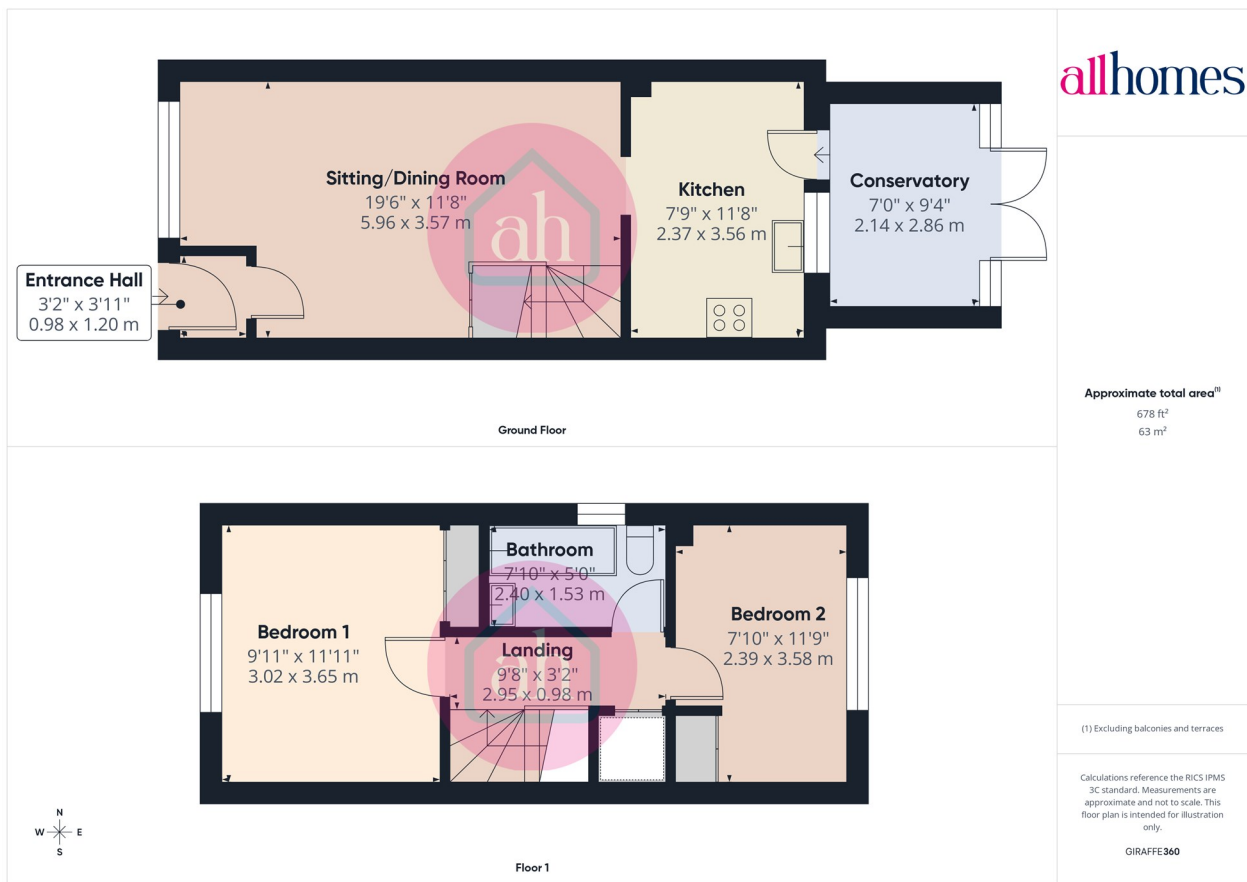 allhomes
Sitting/Dining Room
19'6" x 11'8"
5.96 x 3.57 m
ah
Kitchen
7'9" x 11'8"
2.37 x 3.56 m
Conservatory
7'0" x 9'4"
2.14 x 2.86 m
Entrance Hall
3'2" x 3'11"
0.98 x 1.20 m
Ground Floor
Approximate total area(1)
678 ft²
63 m²
Bathroom
7'10" x 5'0"
2.40 x 1.53 m
Bedroom 1
9'11" x 11'11"
3.02 x 3.65 m
Landing
9'8" x 3'2"
2.95 x 0.98 m
ah
Bedroom 2
7'10" x 11'9"
2.39 x 3.58 m
(1) Excluding balconies and terraces
Calculations reference the RICS IPMS
3C standard. Measurements are
approximate and not to scale. This
floor plan is intended for illustration
only.
GIRAFFE360
N
W E
S
Floor 1